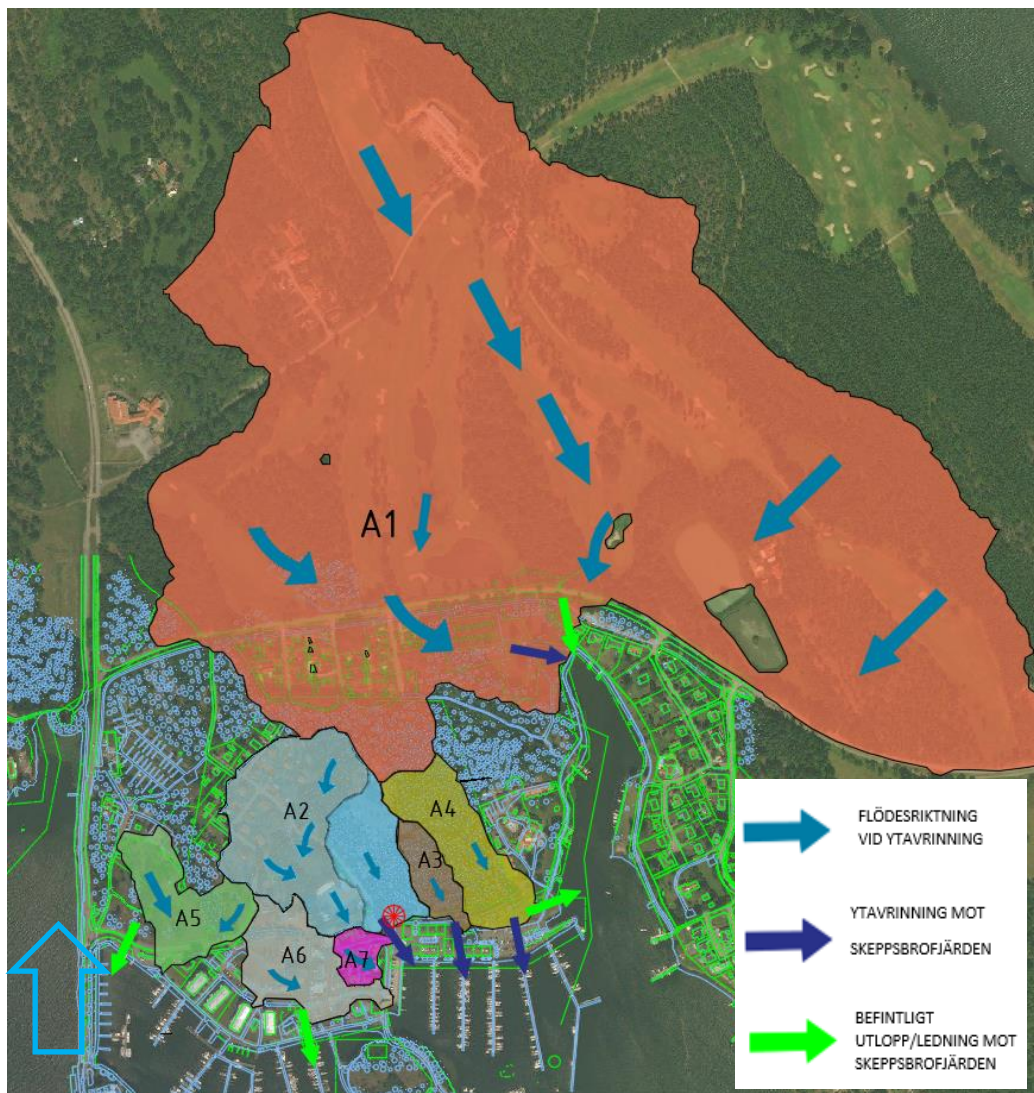 A1
A2
A4
A3
A5
A6
A7
FLÖDESRIKTNING
VID YTAVRINNING
YTAVRINNING MOT
SKEPPSBROFJÄRDEN
BEFINTLIGT
UTLOPP/LEDNING MOT
SKEPPSBROFJÄRDEN